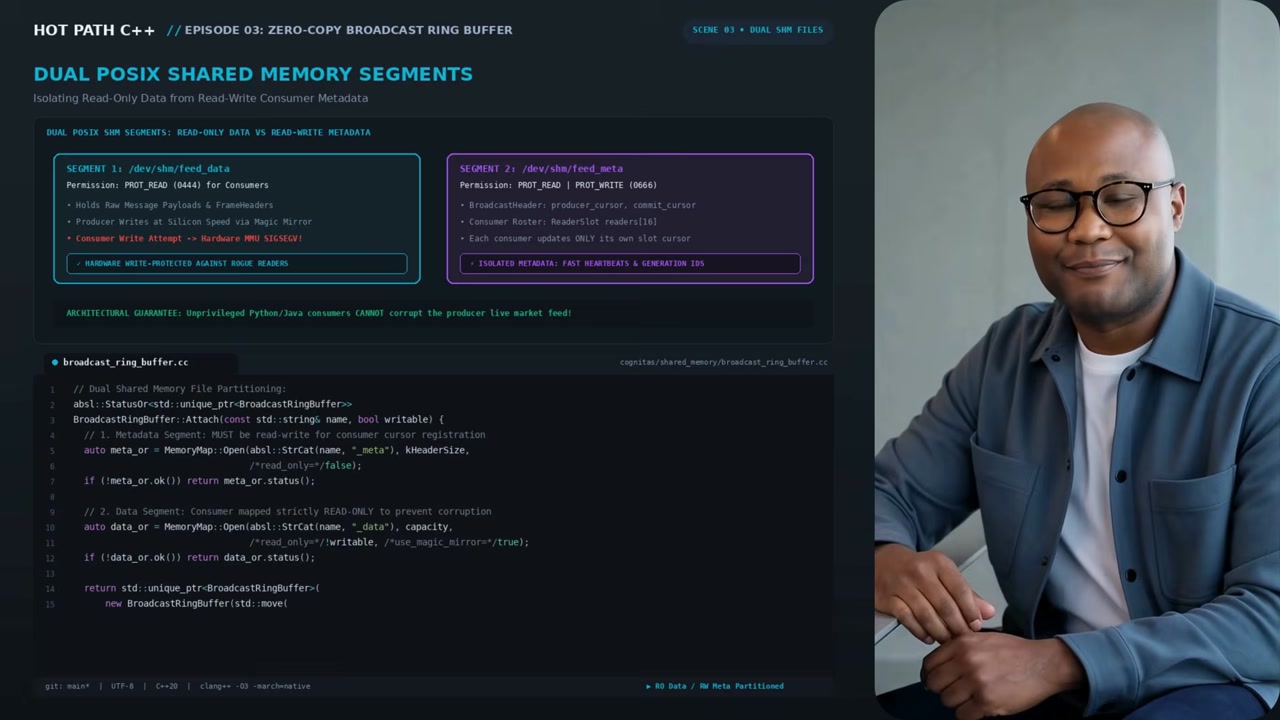 HOT PATH C++ // EPISODE 03: ZERO-COPY BROADCAST RING BUFFER
SCENE 03 • DUAL SHM FILES
DUAL POSIX SHARED MEMORY SEGMENTS
Isolating Read-Only Data from Read-Write Consumer Metadata
DUAL POSIX SHM SEGMENTS: READ-ONLY DATA VS READ-WRITE METADATA
SEGMENT 1: /dev/shm/feed_data
Permission: PROT_READ (0444) for Consumers
• Holds Raw Message Payloads & FrameHeaders
• Producer Writes at Silicon Speed via Magic Mirror
• Consumer Write Attempt -> Hardware MMU SIGSEGV!
✓ HARDWARE WRITE-PROTECTED AGAINST ROGUE READERS
SEGMENT 2: /dev/shm/feed_meta
Permission: PROT_READ | PROT_WRITE (0666)
• BroadcastHeader: producer_cursor, commit_cursor
• Consumer Roster: ReaderSlot readers[16]
• Each consumer updates ONLY its own slot cursor
⚡ ISOLATED METADATA: FAST HEARTBEATS & GENERATION IDS
ARCHITECTURAL GUARANTEE: Unprivileged Python/Java consumers CANNOT corrupt the producer live market feed!
broadcast_ring_buffer.cc
cognitas/shared_memory/broadcast_ring_buffer.cc
1 // Dual Shared Memory File Partitioning:
2 absl::StatusOr<std::unique_ptr<BroadcastRingBuffer>>
3 BroadcastRingBuffer::Attach(const std::string& name, bool writable) {
4 // 1. Metadata Segment: MUST be read-write for consumer cursor registration
5 auto meta_or = MemoryMap::Open(absl::StrCat(name, "_meta"), kHeaderSize,
6 /*read_only=*/false);
7 if (!meta_or.ok()) return meta_or.status();
8
9 // 2. Data Segment: Consumer mapped strictly READ-ONLY to prevent corruption
10 auto data_or = MemoryMap::Open(absl::StrCat(name, "_data"), capacity,
11 /*read_only=*/!writable, /*use_magic_mirror=*/true);
12 if (!data_or.ok()) return data_or.status();
13
14 return std::unique_ptr<BroadcastRingBuffer>(
15 new BroadcastRingBuffer(std::move(
git: main* | UTF-8 | C++20 | clang++ -O3 -march=native
▶ RO Data / RW Meta Partitioned